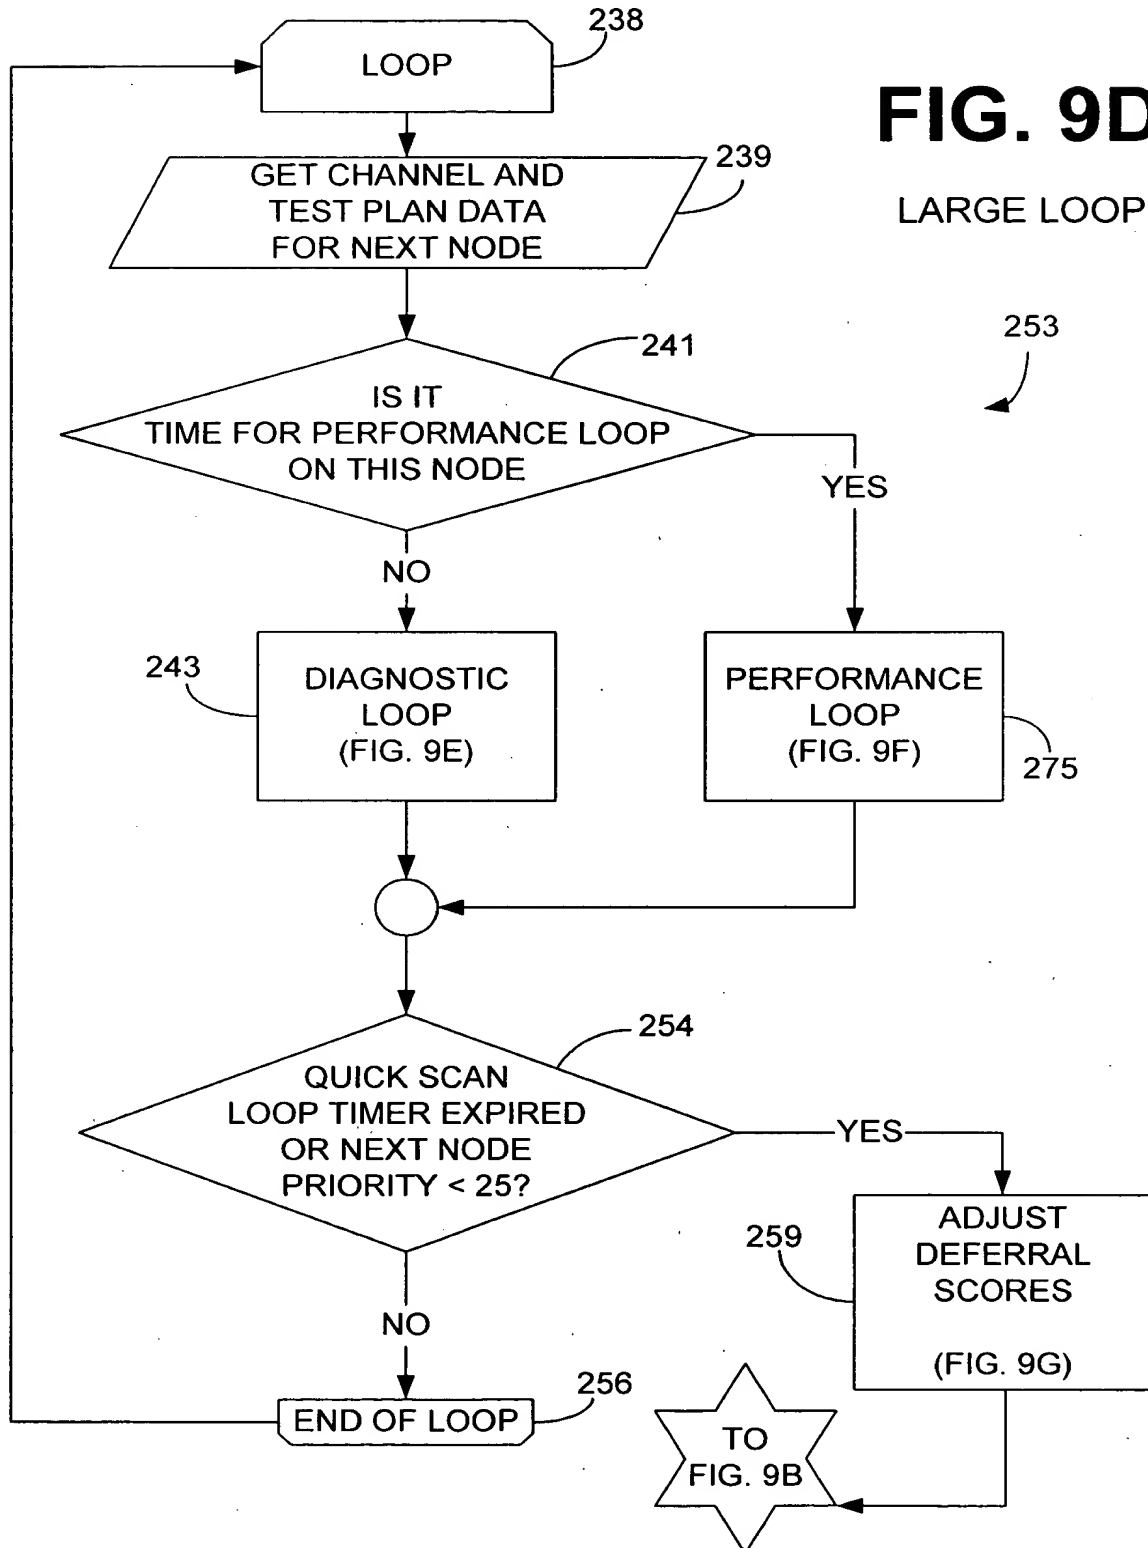 238
LOOP
FIG. 9D
239
GET CHANNEL AND
TEST PLAN DATA
FOR NEXT NODE
LARGE LOOP
253
241
IS IT
TIME FOR PERFORMANCE LOOP
ON THIS NODE
YES
NO
243
DIAGNOSTIC
LOOP
(FIG. 9E)
PERFORMANCE
LOOP
(FIG. 9F)
275
254
QUICK SCAN
LOOP TIMER EXPIRED
OR NEXT NODE
PRIORITY < 25?
YES
259
ADJUST
DEFERRAL
SCORES
(FIG. 9G)
NO
256
END OF LOOP
TO
FIG. 9B